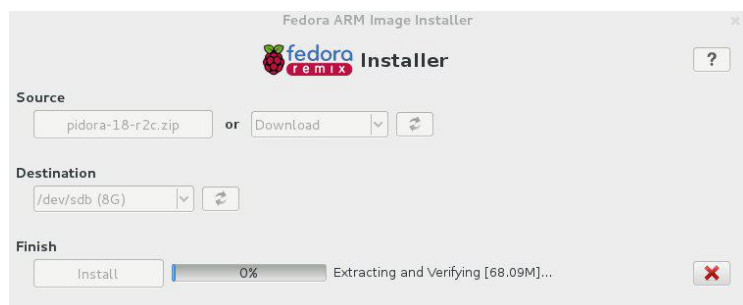 Fedora ARM Image Installer
fedora
remix
Installer
?
Source
pidora-18-r2c.zip or Download
Destination
/dev/sdb (8G)
Finish
Install 0% Extracting and Verifying [68.09M]...